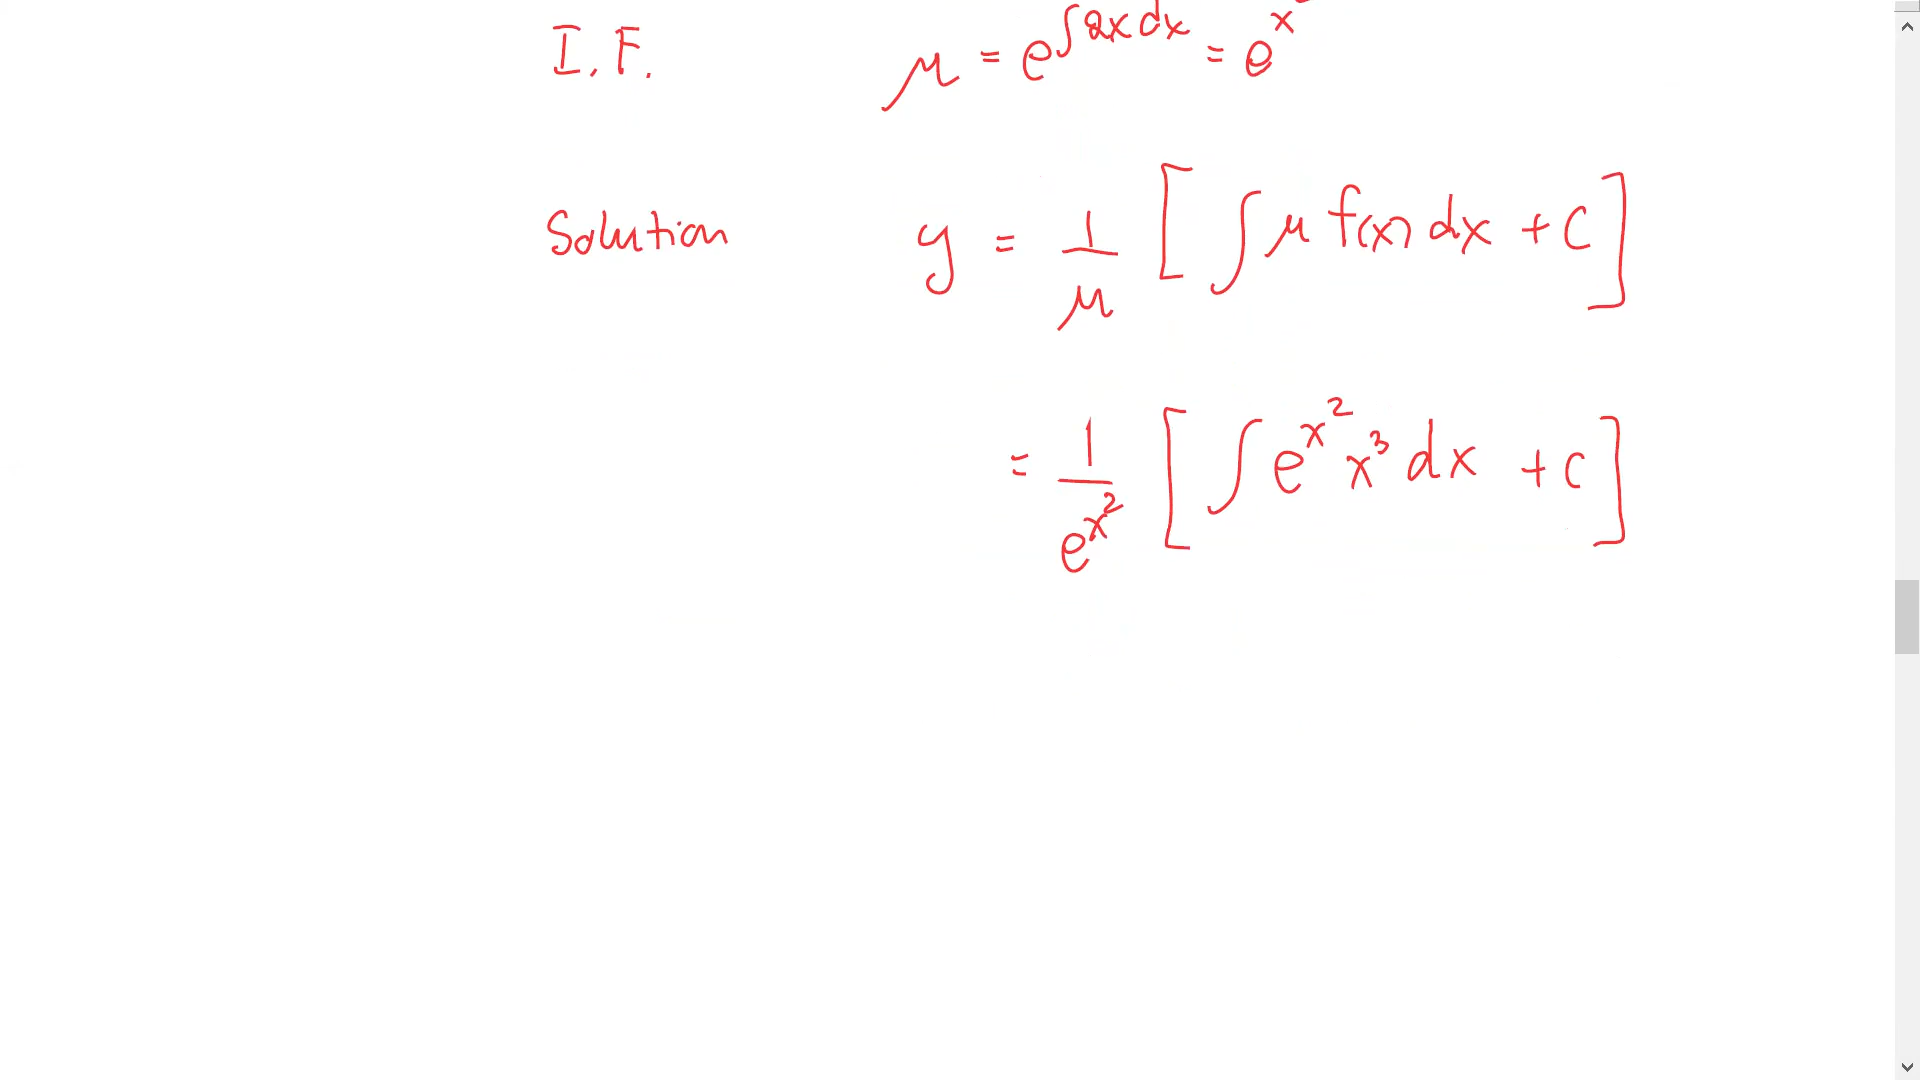 I.F. μ = e^∫2x dx = e^x
Solution y = 1/μ [ ∫ μ f(x) dx + C ]
= 1/e^x² [ ∫ e^x² x³ dx + C ]